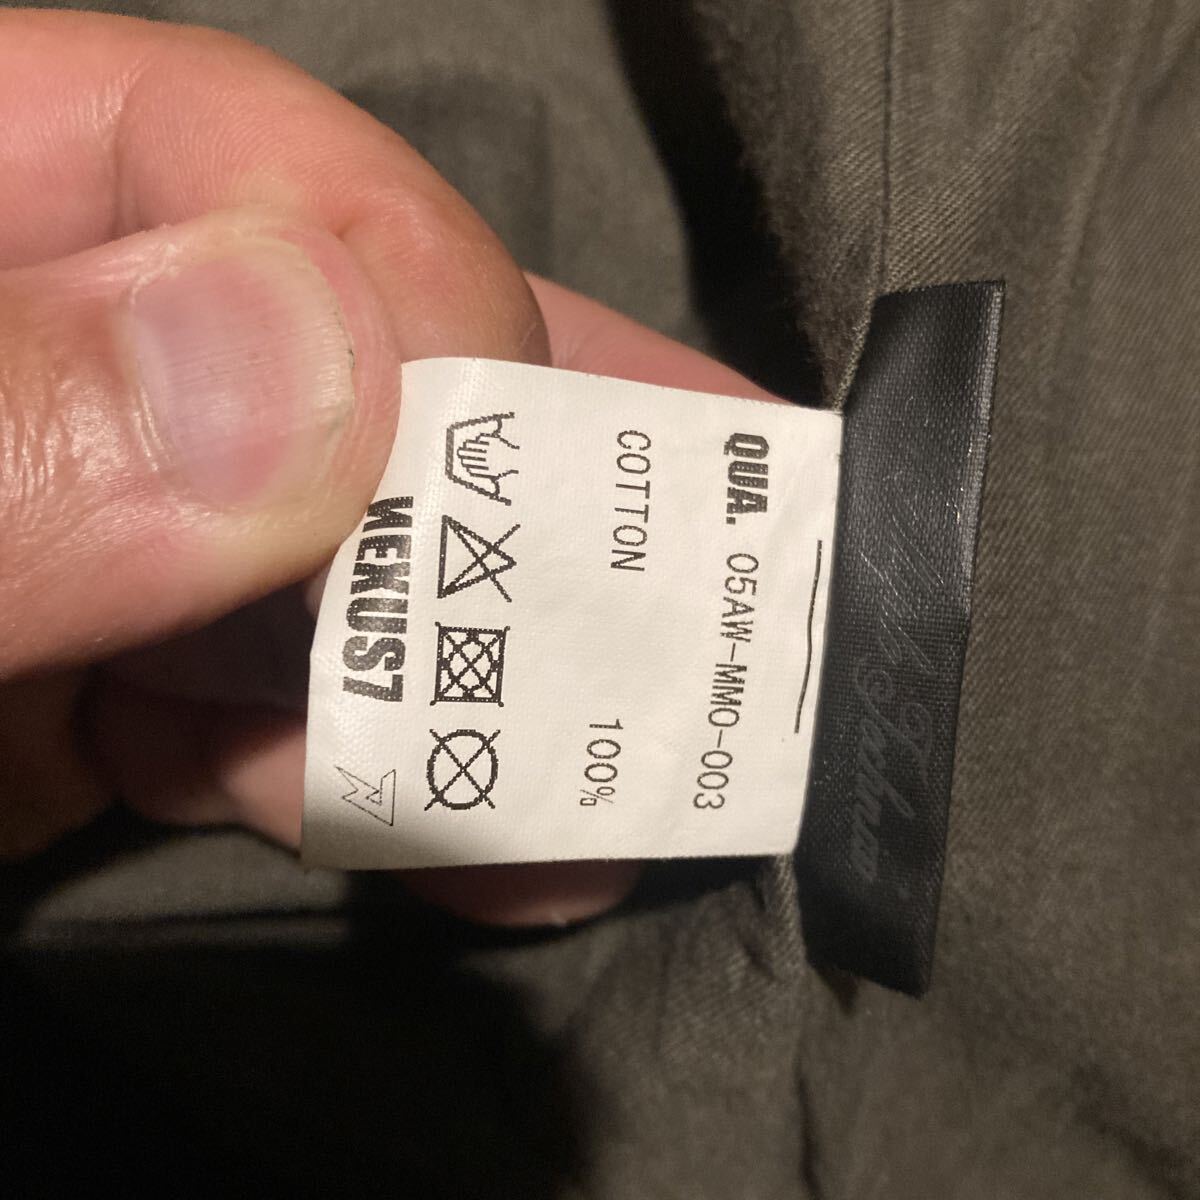 QUA. 05AW-MMO-003
COTTON 100%
NEXUS7